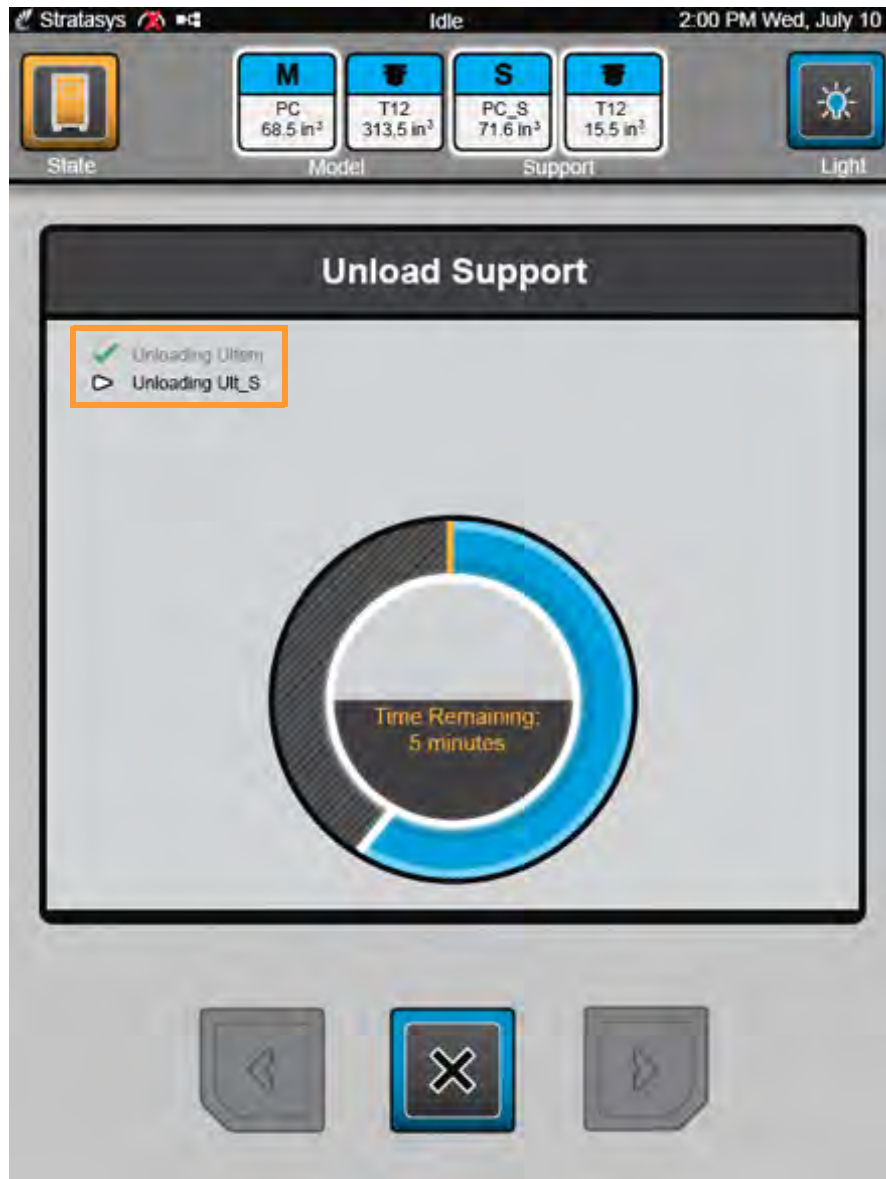 Stratasys Idle 2:00 PM Wed, July 10
M S
PC T12 PC_S T12
68.5 in³ 313.5 in³ 71.6 in³ 15.5 in³
State Model Support Light
Unload Support
Unloading Ultem
Unloading Ult_S
Time Remaining:
5 minutes